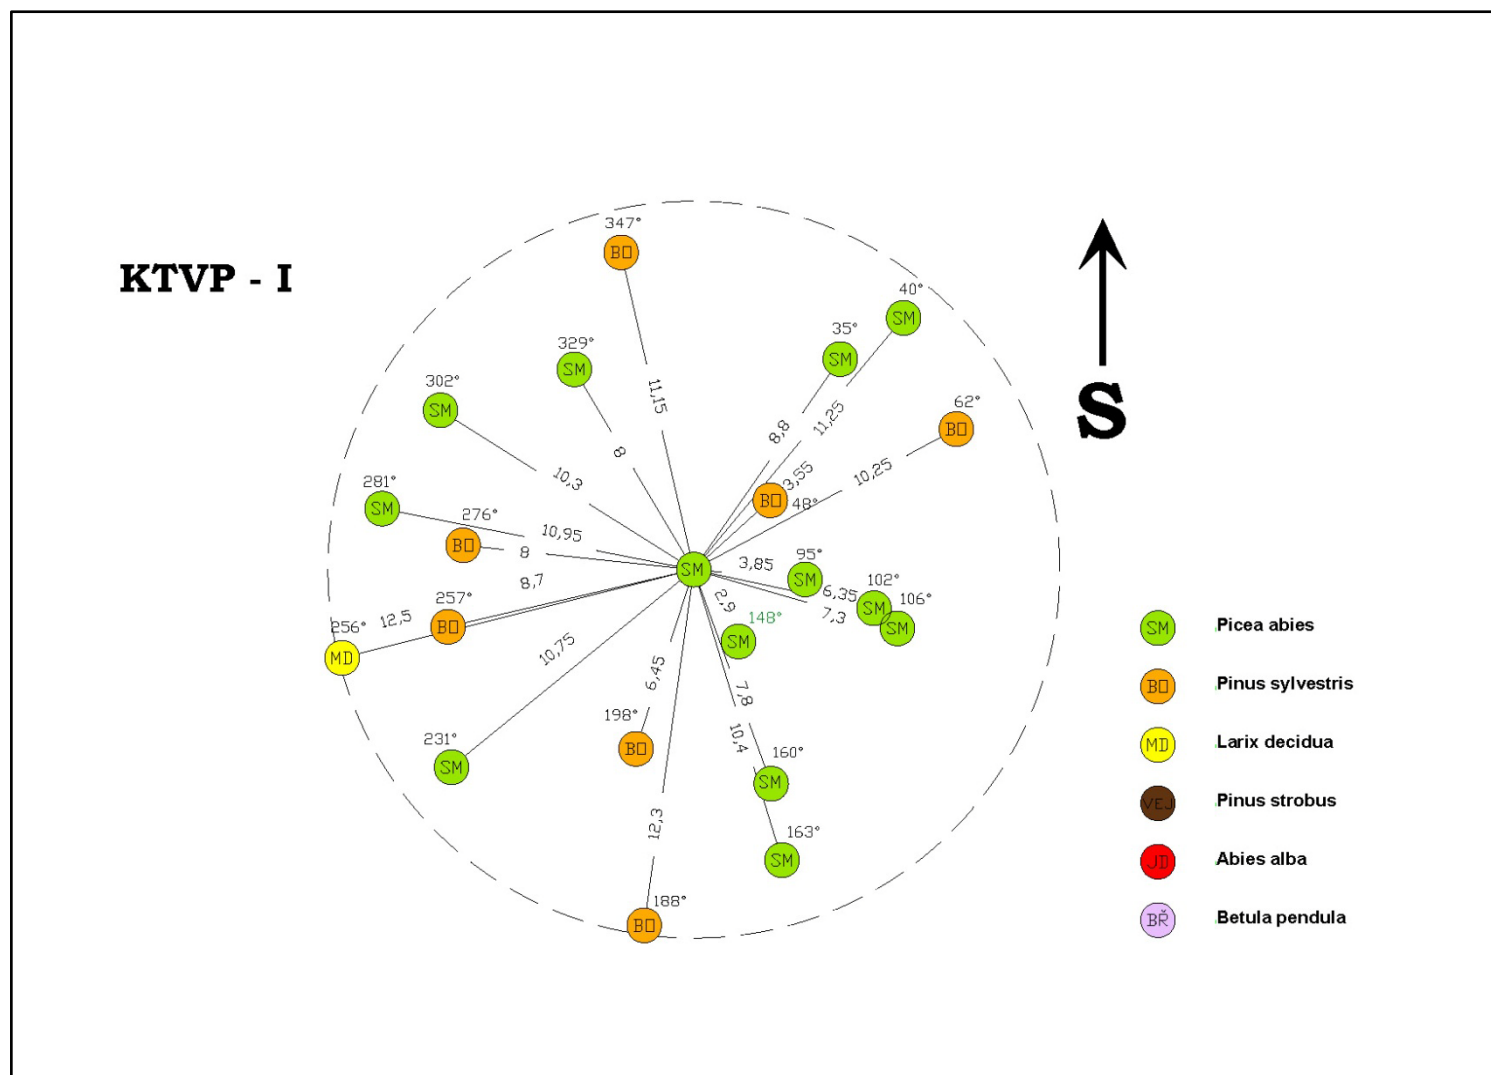 347°
BO
40°
SM
KTVP - I
35°
SM
329°
SM
302°
SM
S
62°
BO
11,15
8,8
11,25
8
10,3
3,55
10,25
BO
48°
281°
SM
276°
BO
10,95
8
SM
3,85
95°
SM
8,7
2,9
6,35
102°
SM
7,3
106°
SM
257°
BO
12,5
256°
MD
148°
SM
10,75
6,45
7,8
198°
BO
10,4
231°
SM
160°
SM
12,3
163°
SM
188°
BO
SM Picea abies
BO Pinus sylvestris
MD Larix decidua
VEJ Pinus strobus
JD Abies alba
BŘ Betula pendula